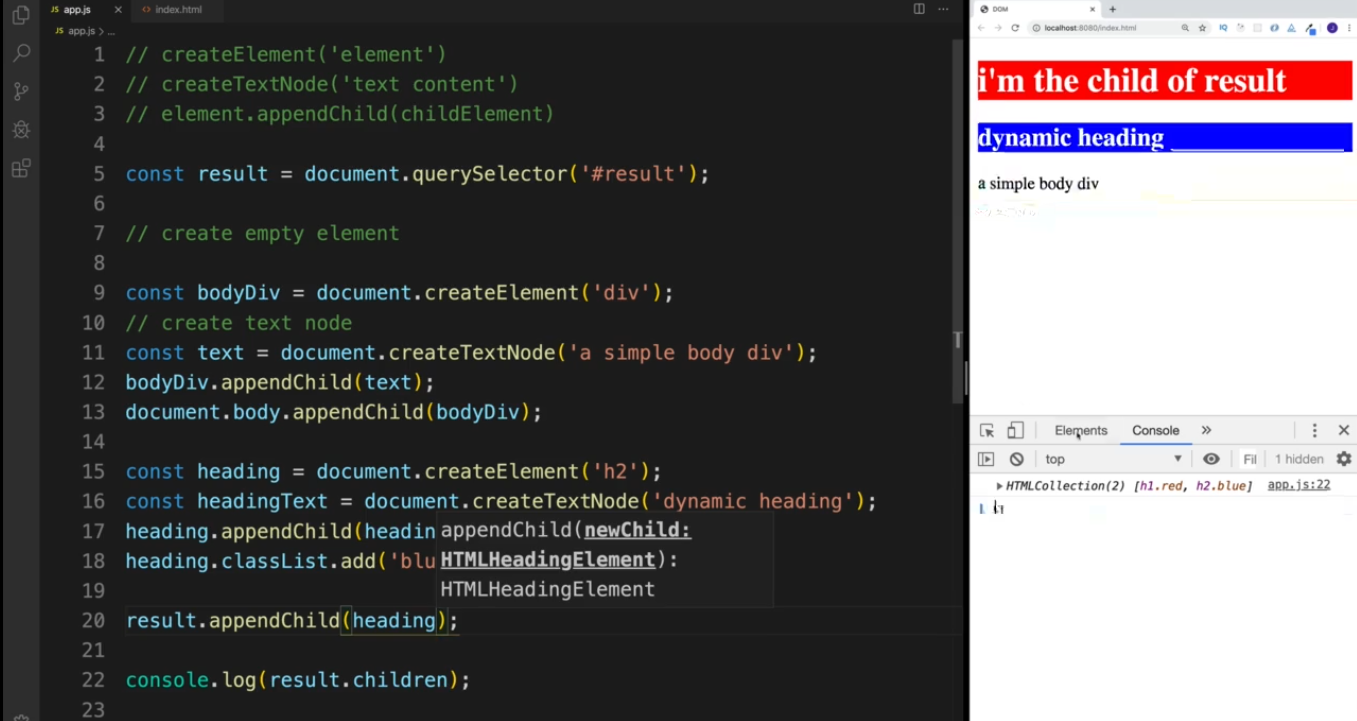 JS app.js × <> index.html ...
JS app.js > ...
1 // createElement('element')
2 // createTextNode('text content')
3 // element.appendChild(childElement)
4
5 const result = document.querySelector('#result');
6
7 // create empty element
8
9 const bodyDiv = document.createElement('div');
10 // create text node
11 const text = document.createTextNode('a simple body div');
12 bodyDiv.appendChild(text);
13 document.body.appendChild(bodyDiv);
14
15 const heading = document.createElement('h2');
16 const headingText = document.createTextNode('dynamic heading');
17 heading.appendChild(headin
18 heading.classList.add('blu
19
20 result.appendChild(heading);
21
22 console.log(result.children);
23
appendChild(newChild:
HTMLHeadingElement):
HTMLHeadingElement
DOM × +
localhost:8080/index.html
i'm the child of result
dynamic heading
a simple body div
Elements Console » ×
top Fil 1 hidden
HTMLCollection(2) [h1.red, h2.blue] app.js:22